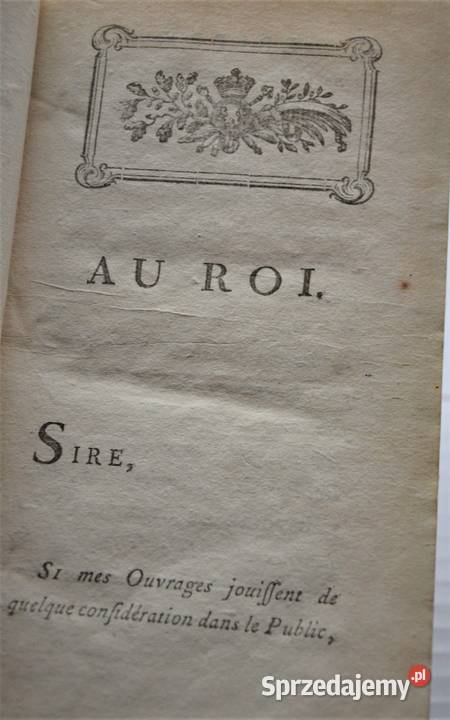 AU ROI.
SIRE,
SI mes Ouvrages jouiſſent de
quelque conſidération dans le Public,
Sprzedajemy.pl